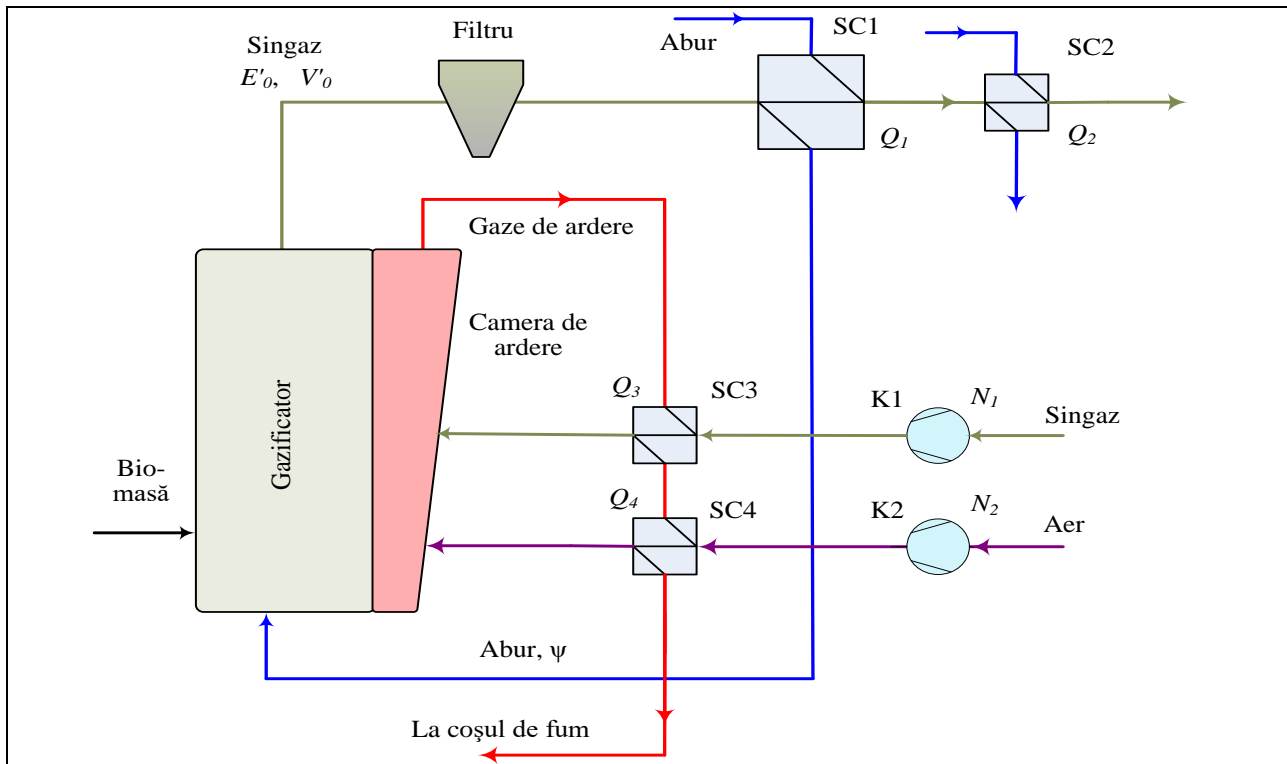 Singaz
E'₀, V'₀
Filtru
Abur
SC1
Q₁
SC2
Q₂
Gaze de ardere
Camera de
ardere
Gazificator
Bio-
masă
Q₃
SC3
K1
N₁
Singaz
Q₄
SC4
K2
N₂
Aer
Abur, ψ
La coşul de fum